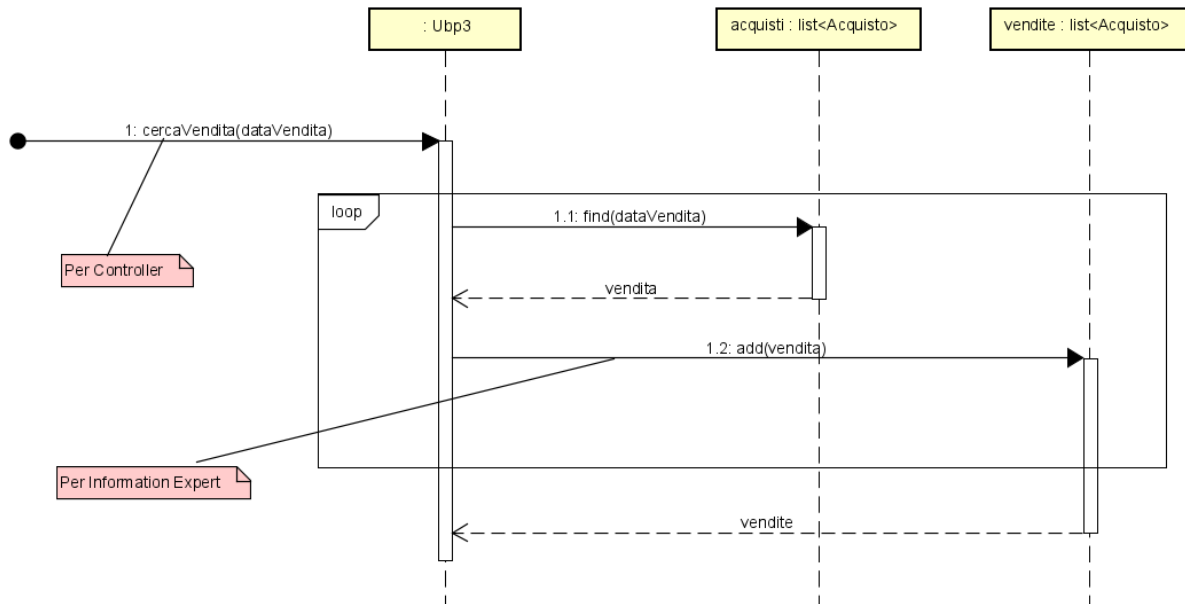 : Ubp3
acquisti : list<Acquisto>
vendite : list<Acquisto>
1: cercaVendita(dataVendita)
loop
1.1: find(dataVendita)
Per Controller
vendita
1.2: add(vendita)
Per Information Expert
vendite